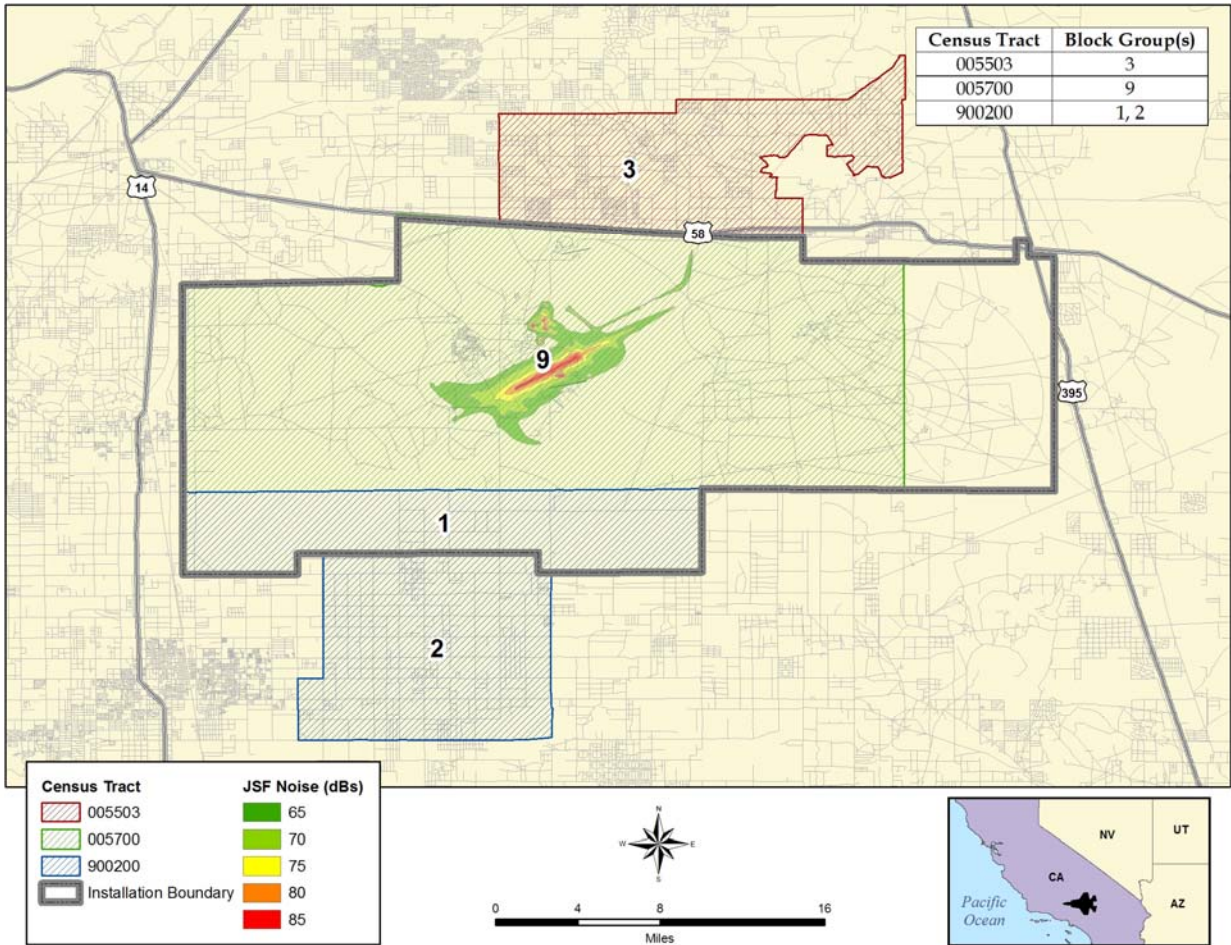 Census Tract Block Group(s)
005503 3
005700 9
900200 1, 2
3
14
58
9
395
1
2
Census Tract
005503
005700
900200
Installation Boundary
JSF Noise (dBs)
65
70
75
80
85
N
W E
S
0 4 8 16
Miles
NV
UT
CA
AZ
Pacific
Ocean